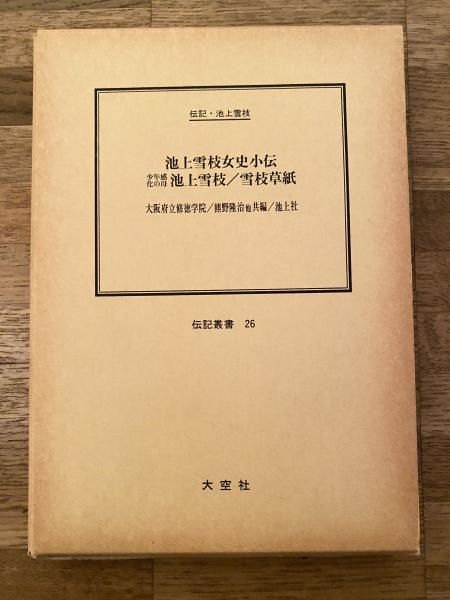 伝記・池上雪枝
池上雪枝女史小伝
少年感化の母 池上雪枝／雪枝草紙
大阪府立修徳学院／熊野隆治他共編／池上社
伝記叢書 26
大空社